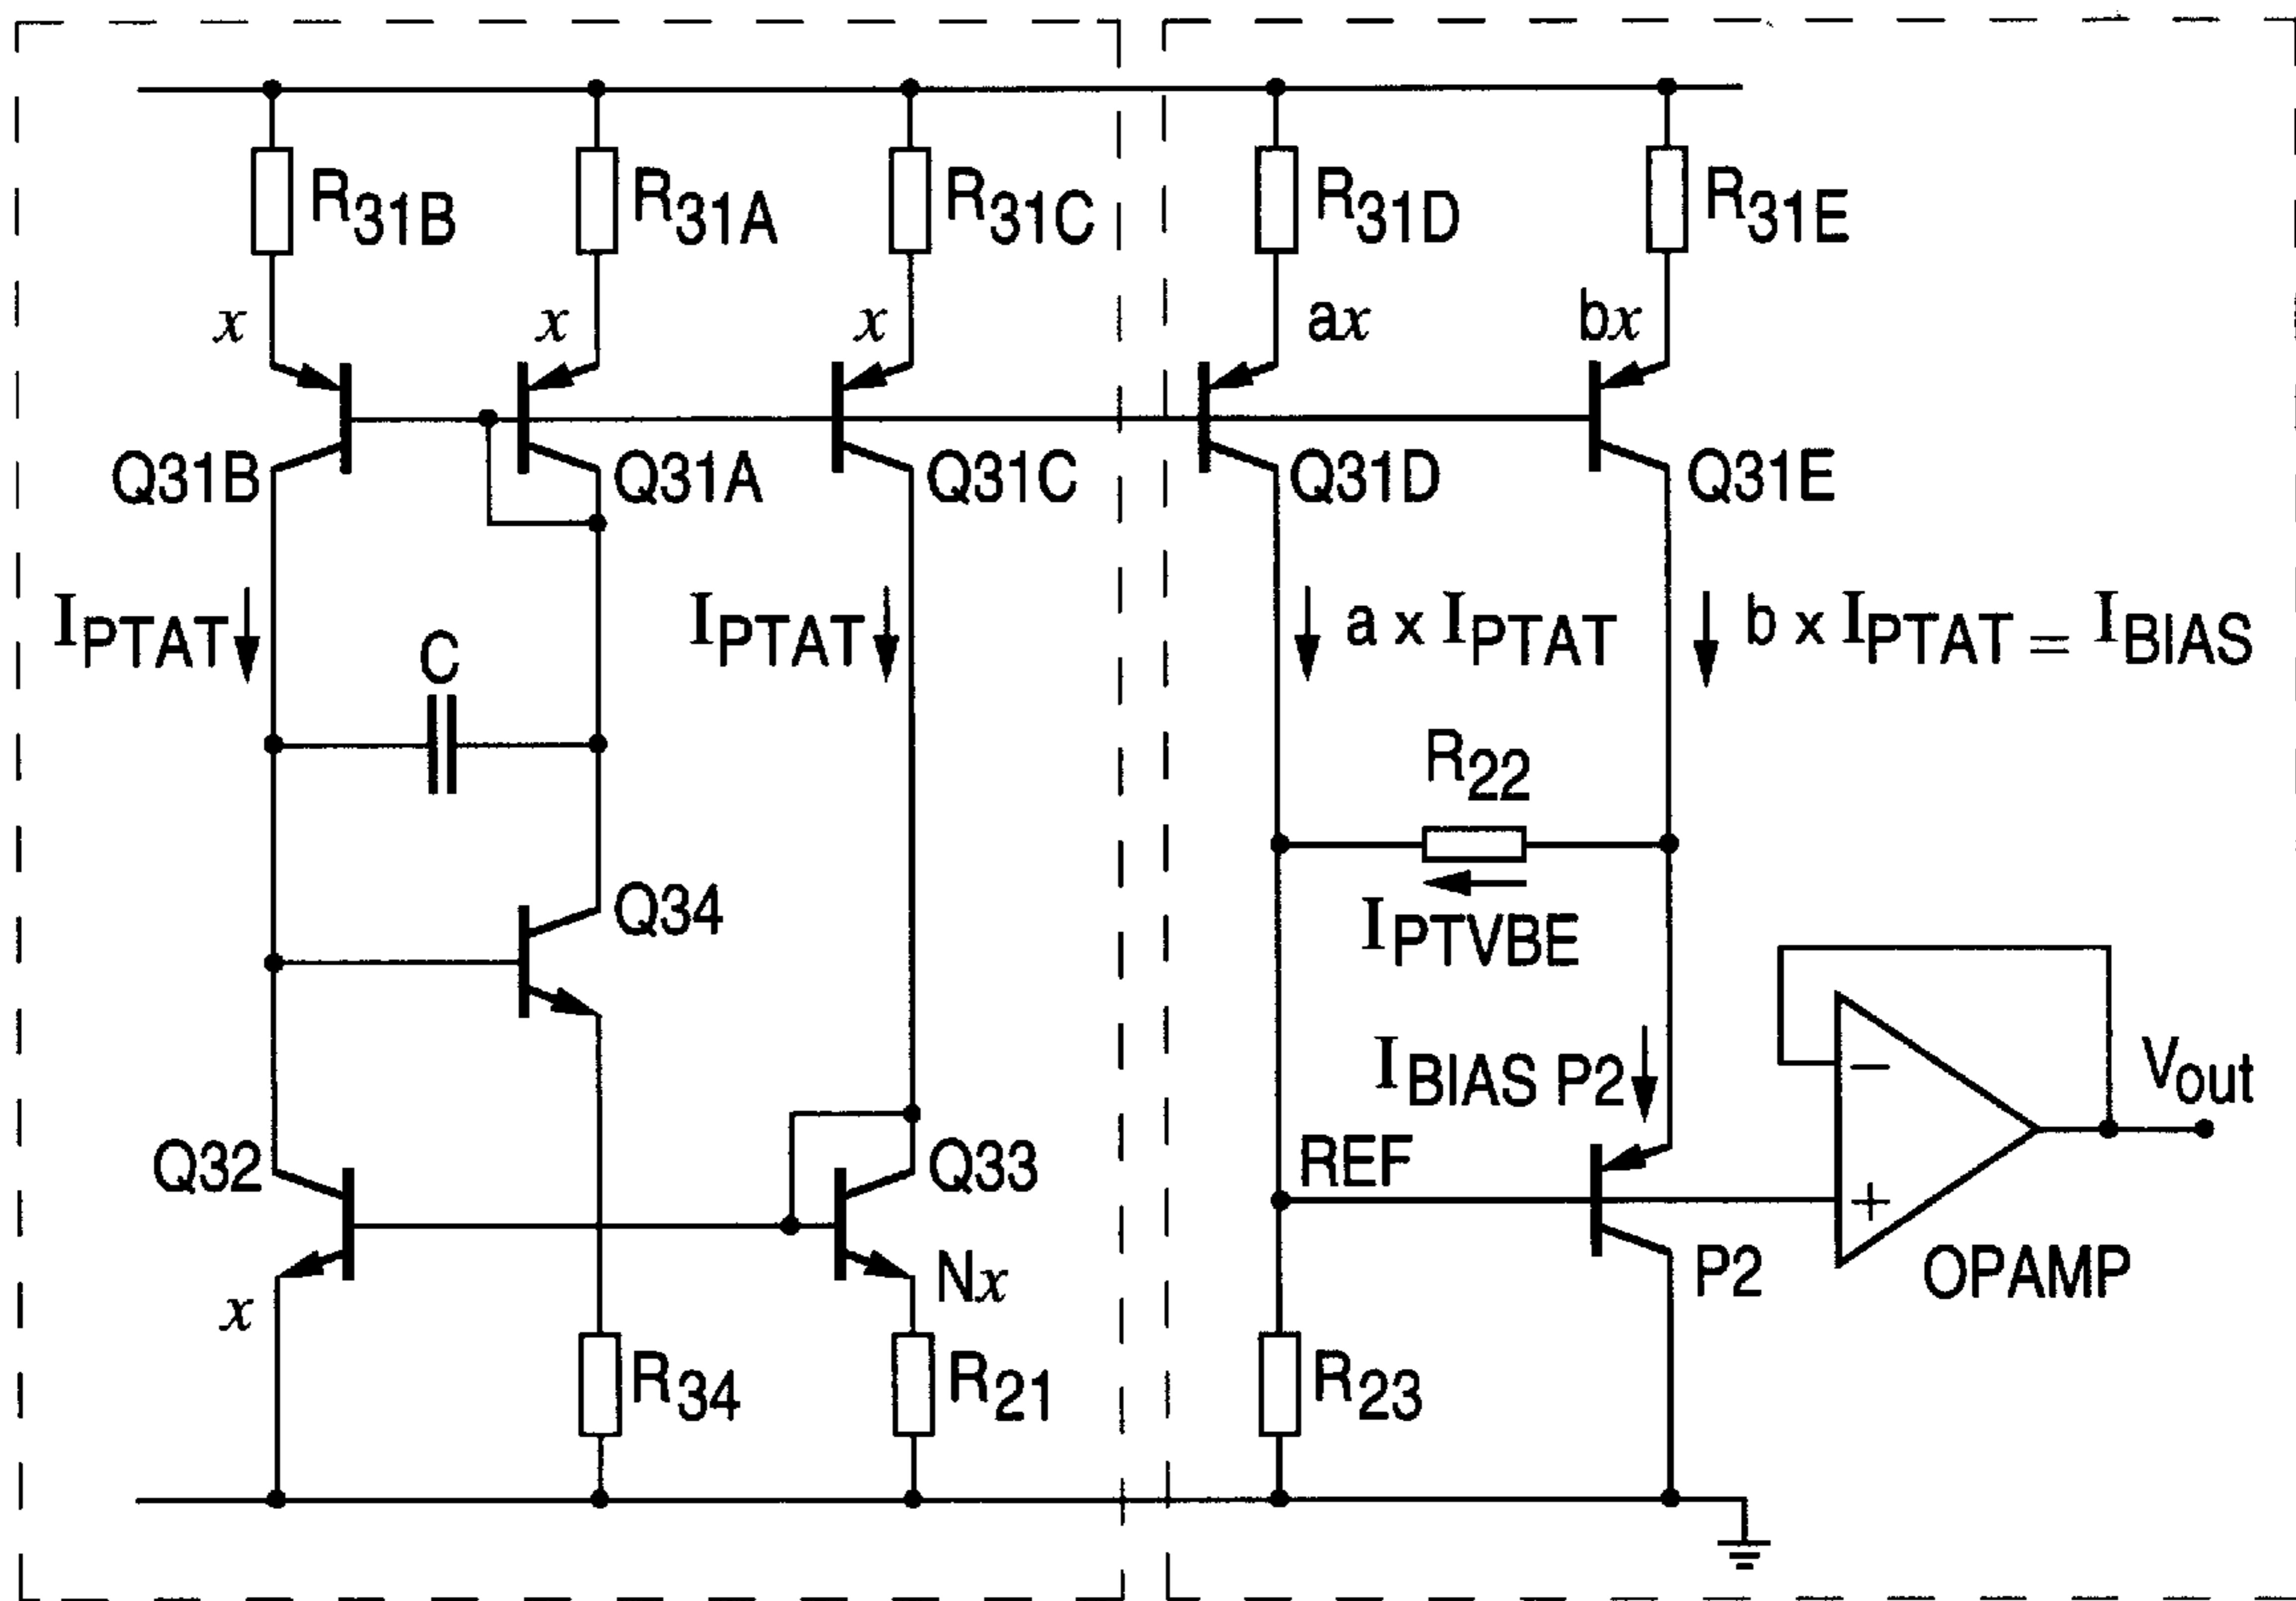 R31B
R31A
R31C
R31D
R31E
x
x
x
ax
bx
Q31B
Q31A
Q31C
Q31D
Q31E
IPTAT
C
IPTAT
a x IPTAT
b x IPTAT = IBIAS
R22
IPTVBE
Q34
IBIAS P2
Vout
Q32
Q33
REF
−
+
x
Nx
P2
OPAMP
R34
R21
R23